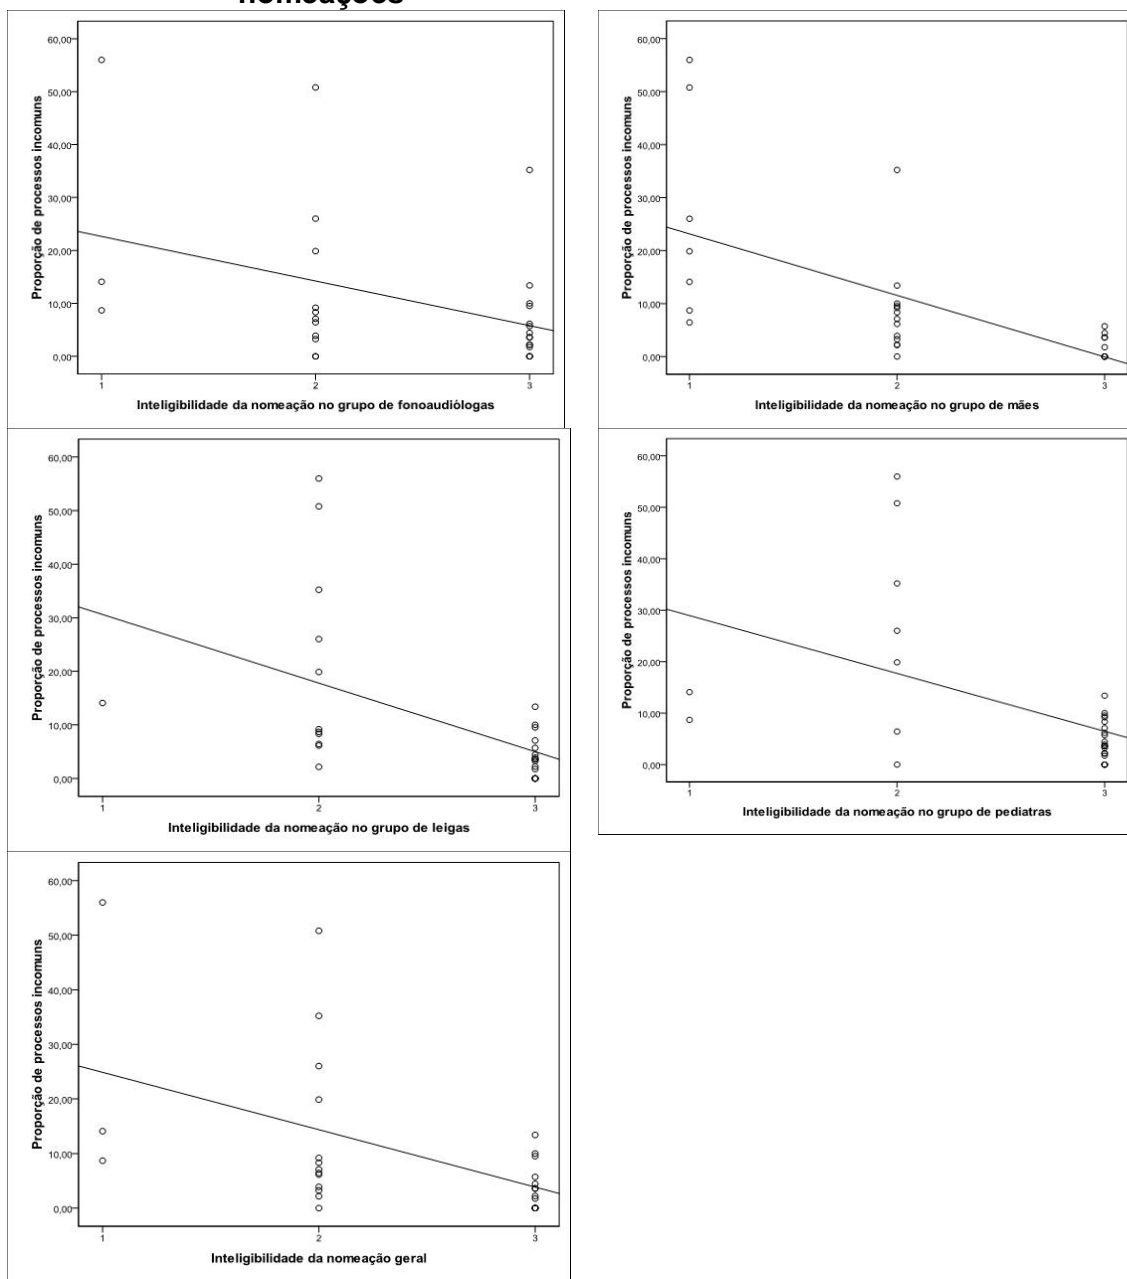 nomeações
60,00
50,00
40,00
30,00
20,00
10,00
0,00
Proporção de processos incomuns
1 2 3
Inteligibilidade da nomeação no grupo de fonoaudiólogas
60,00
50,00
40,00
30,00
20,00
10,00
0,00
Proporção de processos incomuns
1 2 3
Inteligibilidade da nomeação no grupo de mães
60,00
50,00
40,00
30,00
20,00
10,00
0,00
Proporção de processos incomuns
1 2 3
Inteligibilidade da nomeação no grupo de leigas
60,00
50,00
40,00
30,00
20,00
10,00
0,00
Proporção de processos incomuns
1 2 3
Inteligibilidade da nomeação no grupo de pediatras
60,00
50,00
40,00
30,00
20,00
10,00
0,00
Proporção de processos incomuns
1 2 3
Inteligibilidade da nomeação geral